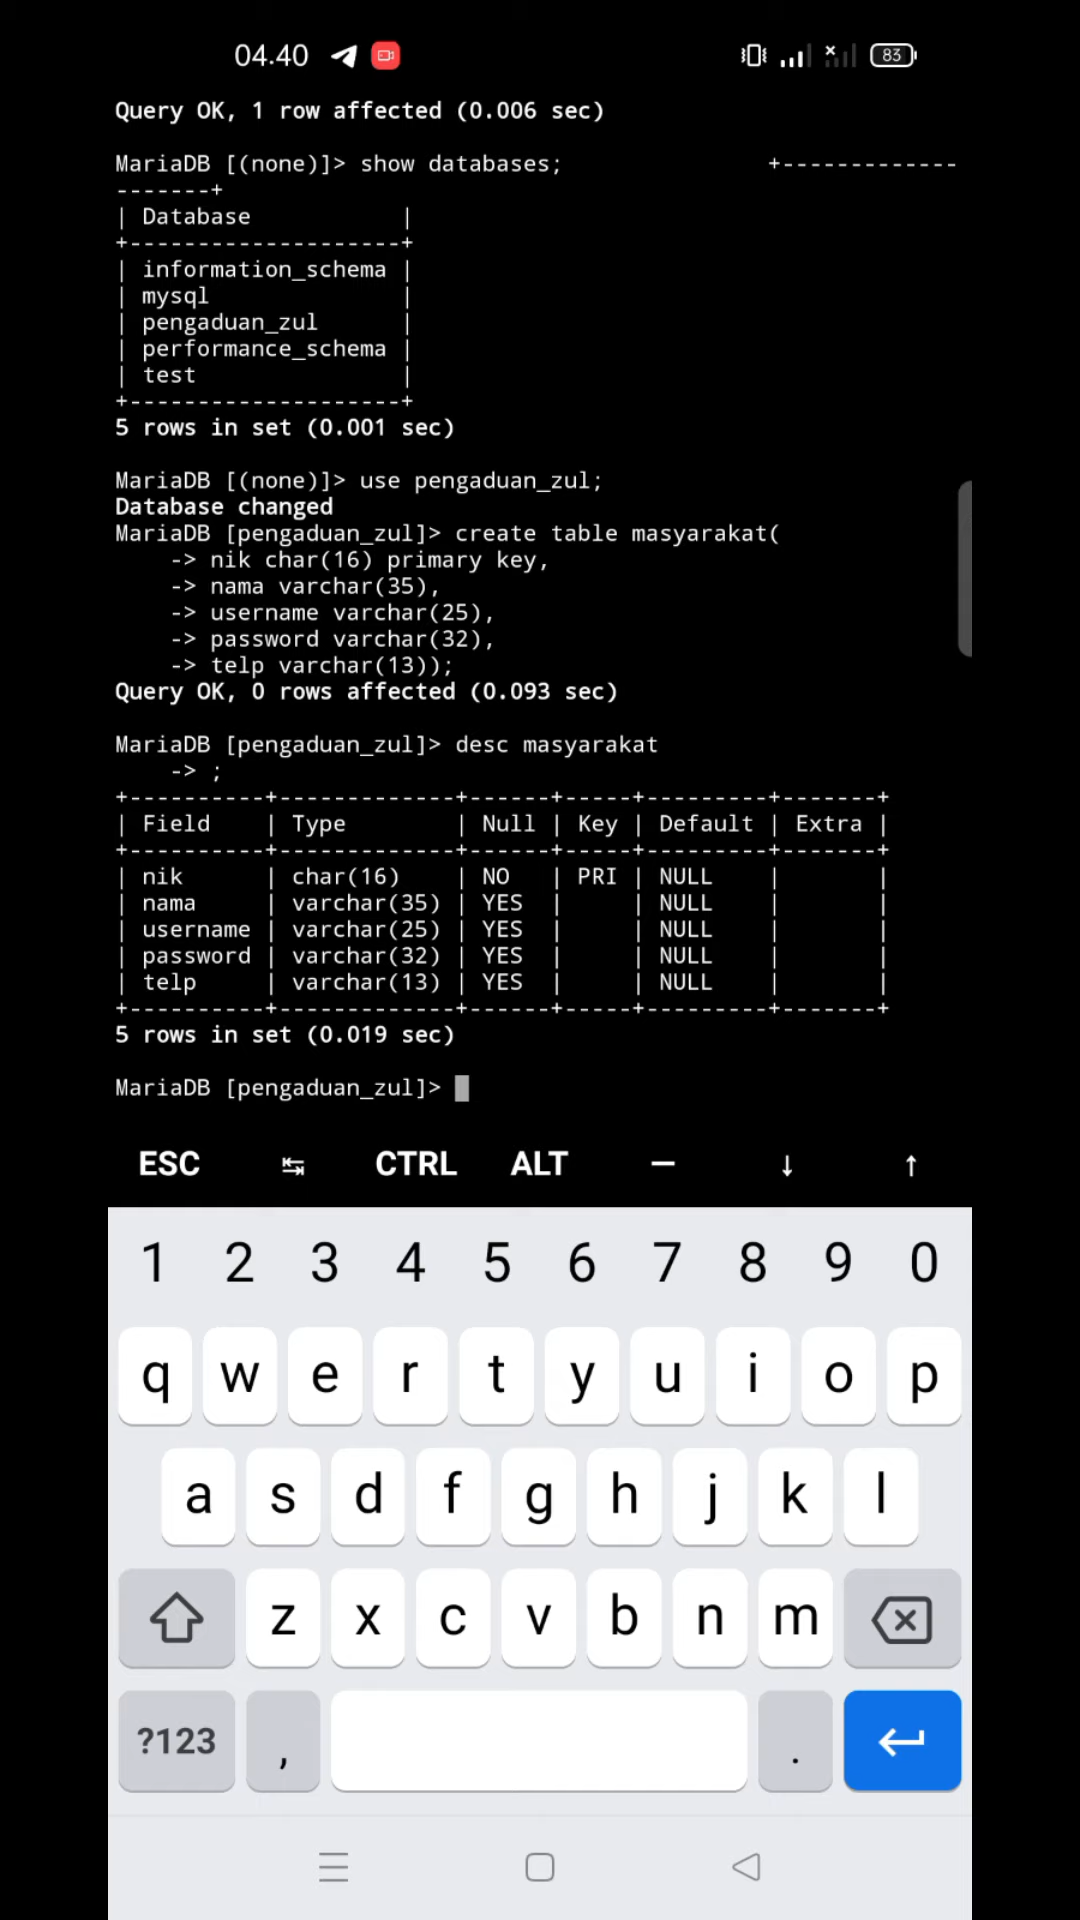 04.40 83
Query OK, 1 row affected (0.006 sec)
MariaDB [(none)]> show databases; +-------------
-------+
| Database |
+--------------------+
| information_schema |
| mysql |
| pengaduan_zul |
| performance_schema |
| test |
+--------------------+
5 rows in set (0.001 sec)
MariaDB [(none)]> use pengaduan_zul;
Database changed
MariaDB [pengaduan_zul]> create table masyarakat(
-> nik char(16) primary key,
-> nama varchar(35),
-> username varchar(25),
-> password varchar(32),
-> telp varchar(13));
Query OK, 0 rows affected (0.093 sec)
MariaDB [pengaduan_zul]> desc masyarakat
-> ;
+----------+-------------+------+-----+---------+-------+
| Field | Type | Null | Key | Default | Extra |
+----------+-------------+------+-----+---------+-------+
| nik | char(16) | NO | PRI | NULL | |
| nama | varchar(35) | YES | | NULL | |
| username | varchar(25) | YES | | NULL | |
| password | varchar(32) | YES | | NULL | |
| telp | varchar(13) | YES | | NULL | |
+----------+-------------+------+-----+---------+-------+
5 rows in set (0.019 sec)
MariaDB [pengaduan_zul]>
ESC ↹ CTRL ALT — ↓ ↑
1 2 3 4 5 6 7 8 9 0
q w e r t y u i o p
a s d f g h j k l
z x c v b n m
?123 , .